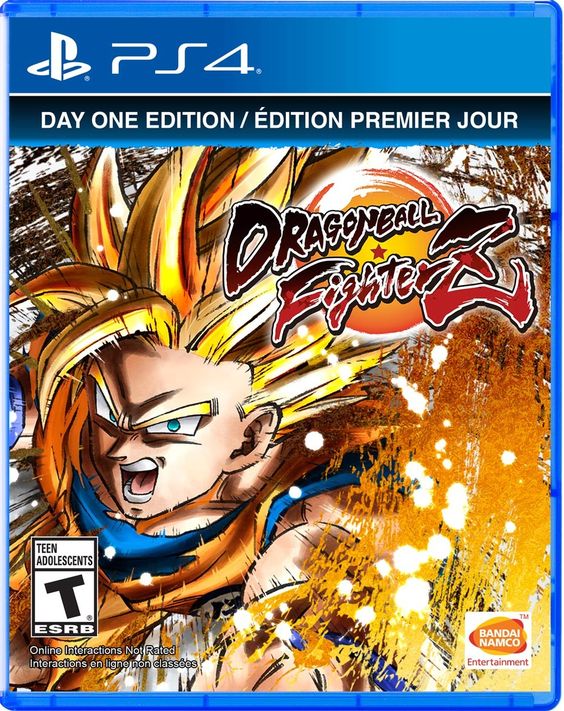 PS4®
DAY ONE EDITION / ÉDITION PREMIER JOUR
DRAGONBALL
FighterZ
TEEN
ADOLESCENTS
T®
ESRB
Online Interactions Not Rated
Interactions en ligne non classées
TM
BANDAI
NAMCO
Entertainment